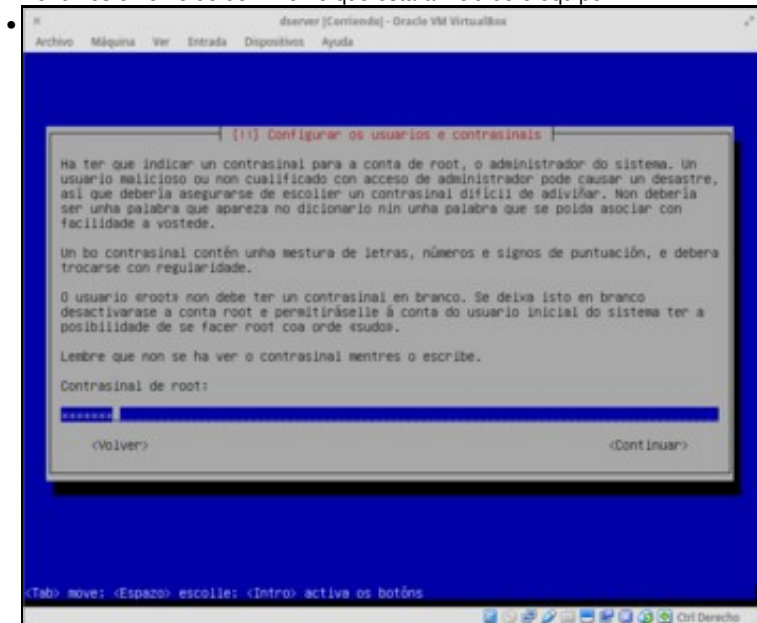 dserver [Corriendo] - Oracle VM VirtualBox
Archivo Máquina Ver Entrada Dispositivos Ayuda
[!!] Configurar os usuarios e contrasinais
Ha ter que indicar un contrasinal para a conta de root, o administrador do sistema. Un
usuario malicioso ou non cualificado con acceso de administrador pode causar un desastre,
así que debería asegurarse de escoller un contrasinal difícil de adiviñar. Non debería
ser unha palabra que apareza no dicionario nin unha palabra que se poida asociar con
facilidade a vostede.
Un bo contrasinal contén unha mestura de letras, números e signos de puntuación, e debera
trocarse con regularidade.
O usuario «root» non debe ter un contrasinal en branco. Se deixa isto en branco
desactivarase a conta root e permitiráselle á conta do usuario inicial do sistema ter a
posibilidade de se facer root coa orde «sudo».
Lembre que non se ha ver o contrasinal mentres o escribe.
Contrasinal de root:
*******
<Volver> <Continuar>
<Tab> move; <Espazo> escolle; <Intro> activa os botóns
Ctrl Derecho